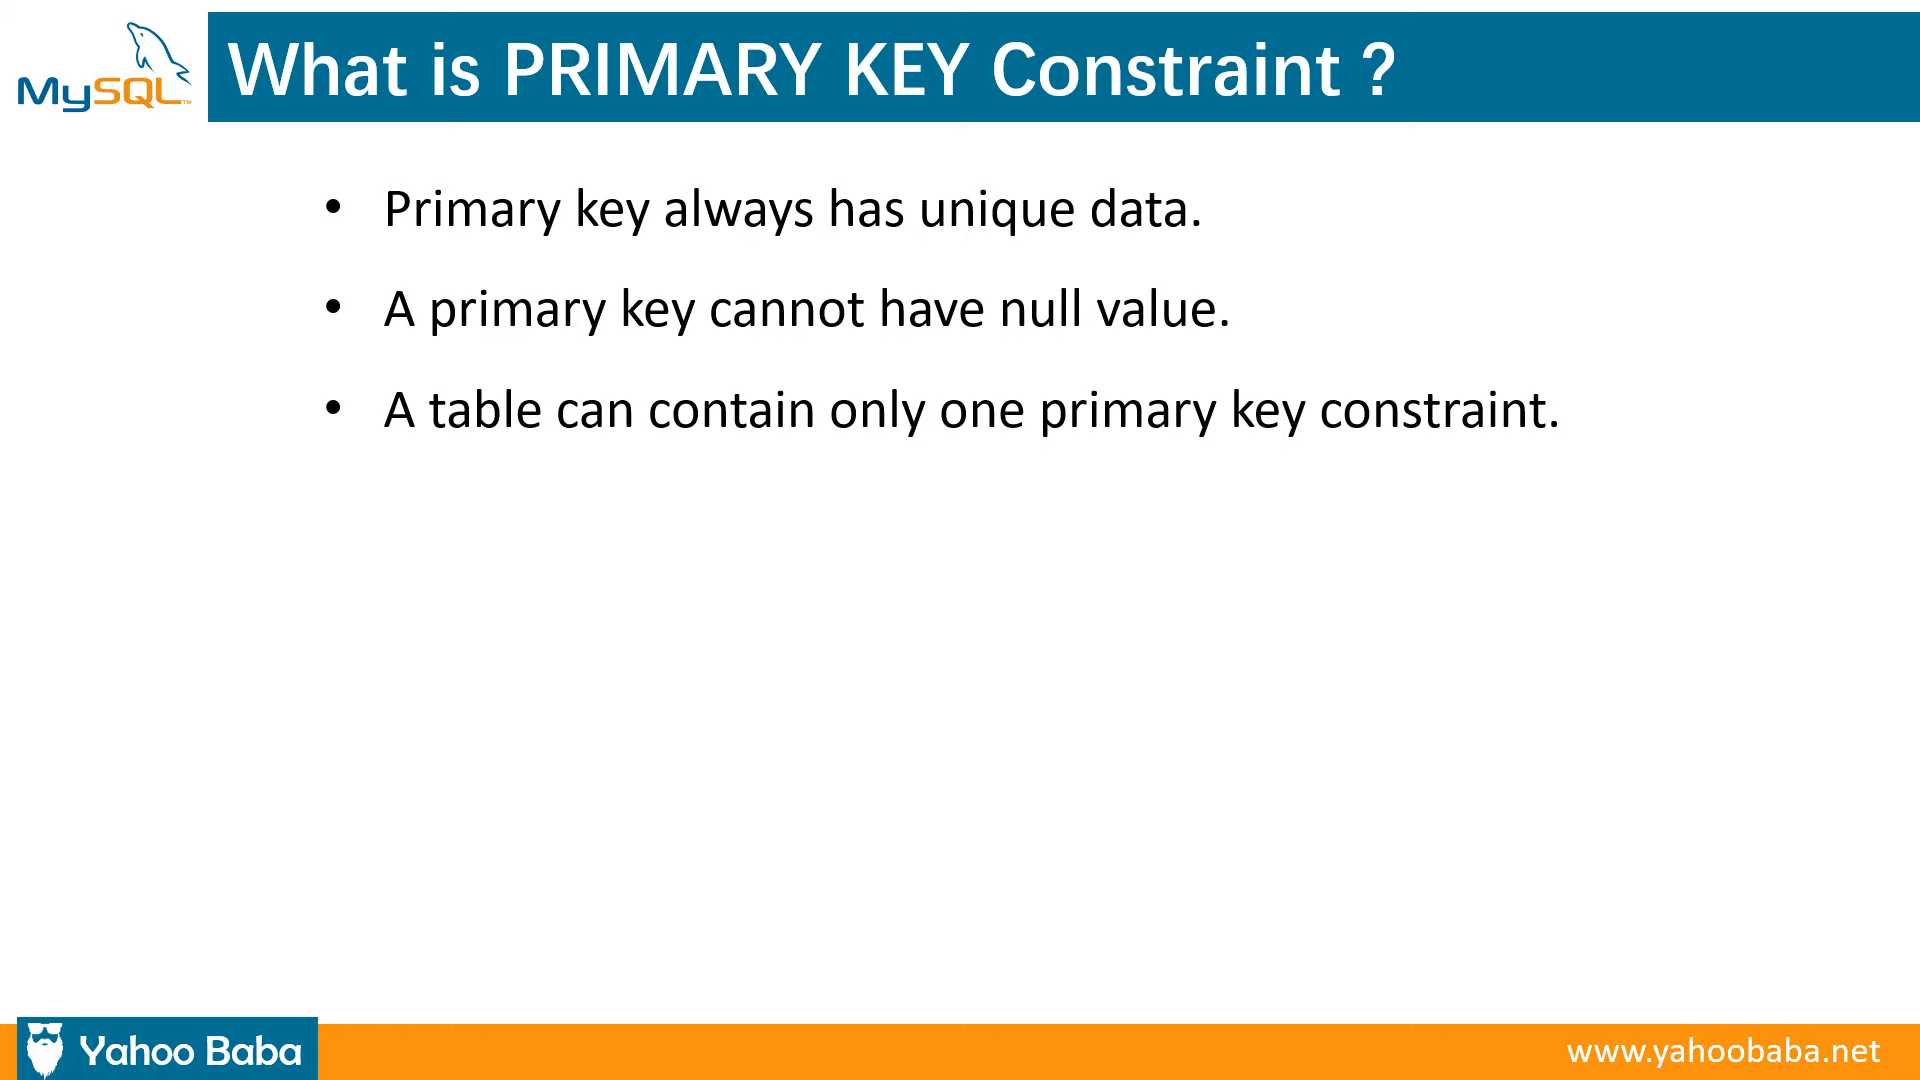 MySQL™
What is PRIMARY KEY Constraint ?
• Primary key always has unique data.
• A primary key cannot have null value.
• A table can contain only one primary key constraint.
Yahoo Baba
www.yahoobaba.net